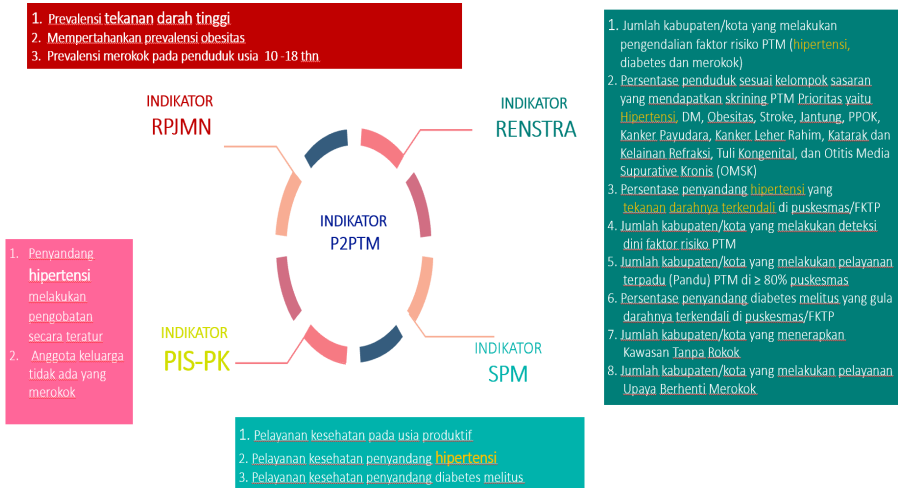 1. Prevalensi tekanan darah tinggi
2. Mempertahankan prevalensi obesitas
3. Prevalensi merokok pada penduduk usia 10 -18 thn
INDIKATOR
RPJMN
INDIKATOR
RENSTRA
INDIKATOR
P2PTM
INDIKATOR
PIS-PK
INDIKATOR
SPM
1. Penyandang
hipertensi
melakukan
pengobatan
secara teratur
2. Anggota keluarga
tidak ada yang
merokok
1. Jumlah kabupaten/kota yang melakukan
pengendalian faktor risiko PTM (hipertensi,
diabetes dan merokok)
2. Persentase penduduk sesuai kelompok sasaran
yang mendapatkan skrining PTM Prioritas yaitu
Hipertensi, DM, Obesitas, Stroke, Jantung, PPOK,
Kanker Payudara, Kanker Leher Rahim, Katarak dan
Kelainan Refraksi, Tuli Kongenital, dan Otitis Media
Supurative Kronis (OMSK)
3. Persentase penyandang hipertensi yang
tekanan darahnya terkendali di puskesmas/FKTP
4. Jumlah kabupaten/kota yang melakukan deteksi
dini faktor risiko PTM
5. Jumlah kabupaten/kota yang melakukan pelayanan
terpadu (Pandu) PTM di ≥ 80% puskesmas
6. Persentase penyandang diabetes melitus yang gula
darahnya terkendali di puskesmas/FKTP
7. Jumlah kabupaten/kota yang menerapkan
Kawasan Tanpa Rokok
8. Jumlah kabupaten/kota yang melakukan pelayanan
Upaya Berhenti Merokok
1. Pelayanan kesehatan pada usia produktif
2. Pelayanan kesehatan penyandang hipertensi
3. Pelayanan kesehatan penyandang diabetes melitus